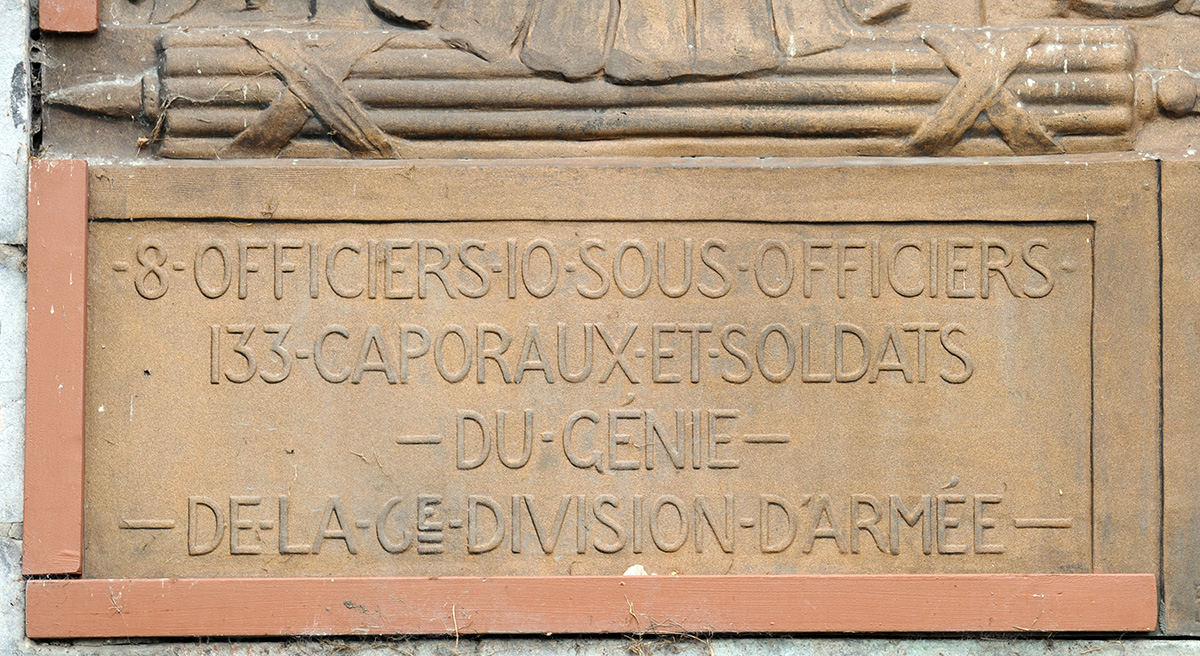 -8-OFFICIERS-10-SOUS-OFFICIERS-
133-CAPORAUX-ET-SOLDATS
—DU-GÉNIE—
—DE-LA-6E-DIVISION-D'ARMÉE—